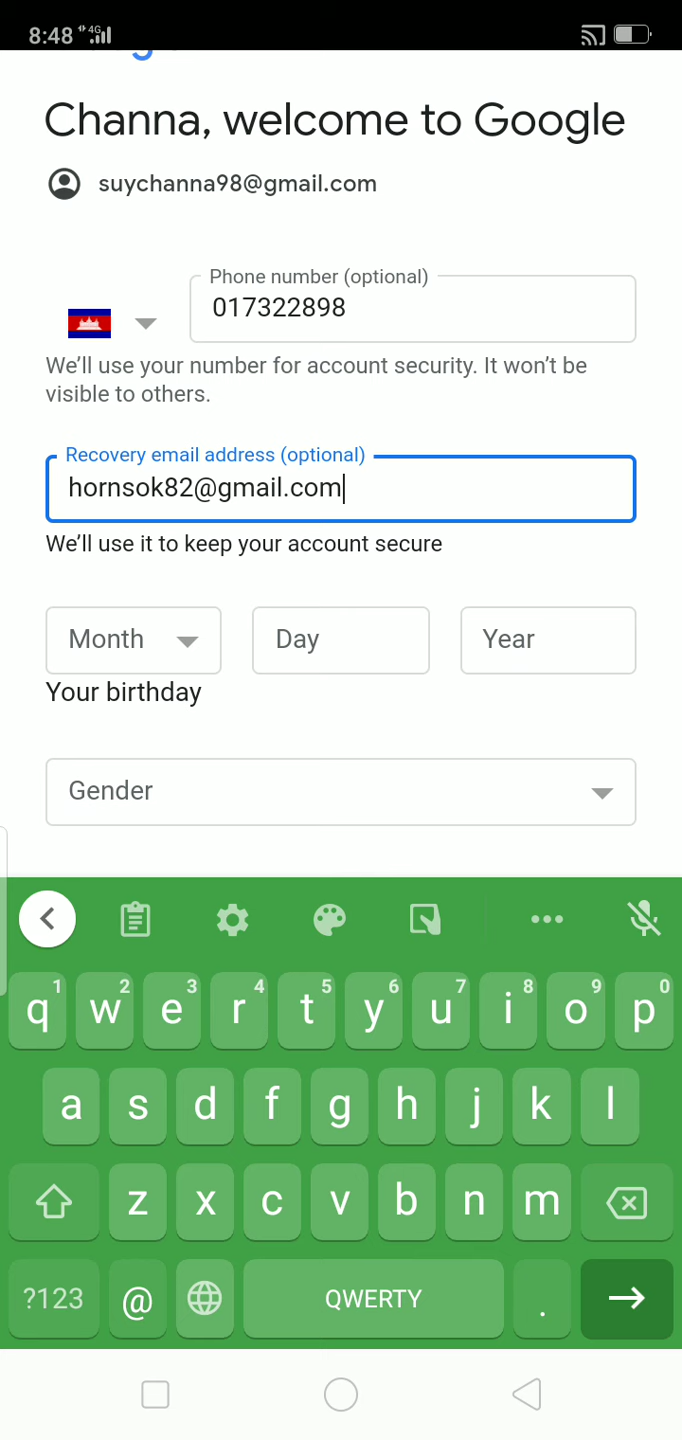 8:48 4G
Channa, welcome to Google
suychanna98@gmail.com
Phone number (optional)
017322898
We'll use your number for account security. It won't be
visible to others.
Recovery email address (optional)
hornsok82@gmail.com
We'll use it to keep your account secure
Month Day Year
Your birthday
Gender
1 2 3 4 5 6 7 8 9 0
q w e r t y u i o p
a s d f g h j k l
z x c v b n m
?123 @ QWERTY .